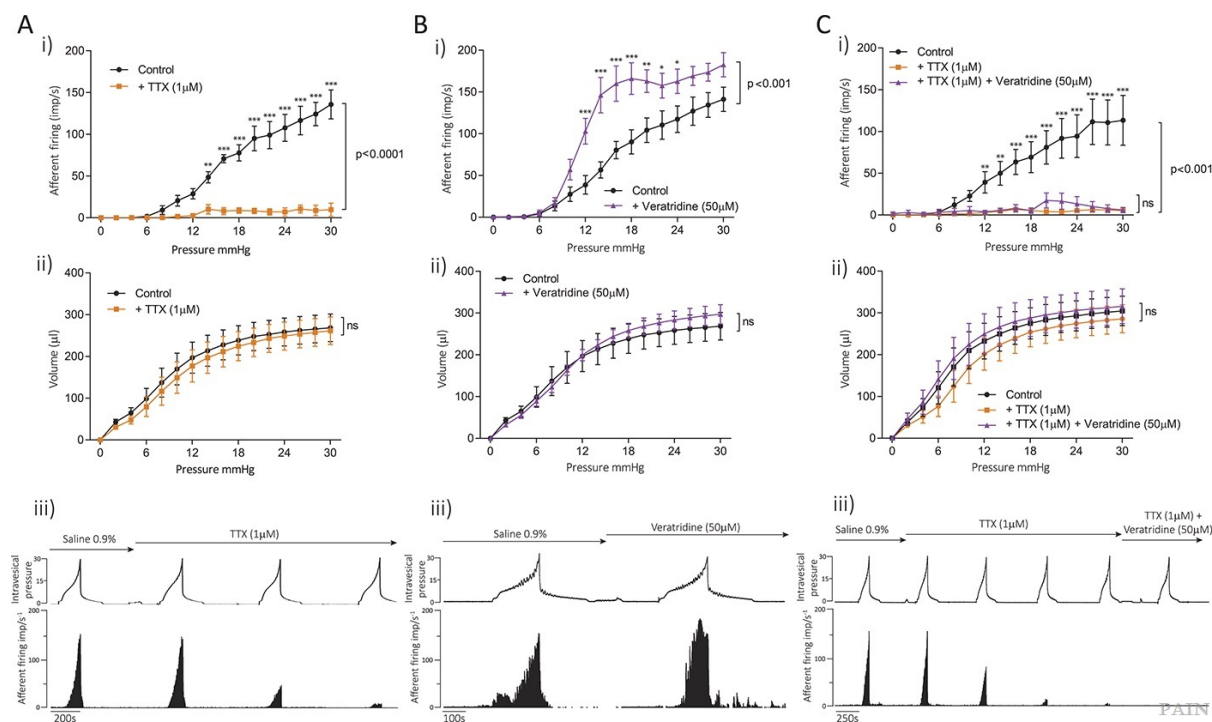 A
i)
200
150
100
50
0
Afferent firing (imp/s)
Control
+ TTX (1µM)
** *** *** *** *** *** *** *** ***
p<0.0001
0 6 12 18 24 30
Pressure mmHg
ii)
400
300
200
100
0
Volume (µl)
Control
+ TTX (1µM)
ns
0 6 12 18 24 30
Pressure mmHg
iii)
Saline 0.9% TTX (1µM)
Intravesical pressure
30
15
0
Afferent firing imp/s⁻¹
200
100
0
200s
B
i)
200
150
100
50
0
Afferent firing (imp/s)
*** *** *** *** ** * *
p<0.001
Control
+ Veratridine (50µM)
0 6 12 18 24 30
Pressure mmHg
ii)
400
300
200
100
0
Volume (µl)
Control
+ Veratridine (50µM)
ns
0 6 12 18 24 30
Pressure mmHg
iii)
Saline 0.9% Veratridine (50µM)
Intravesical pressure
30
15
0
Afferent firing imp/s⁻¹
200
100
0
100s
C
i)
200
150
100
50
0
Afferent firing (imp/s)
Control
+ TTX (1µM)
+ TTX (1µM) + Veratridine (50µM)
** ** *** *** *** *** *** *** *** ***
ns
p<0.001
0 6 12 18 24 30
Pressure mmHg
ii)
400
300
200
100
0
Volume (µl)
ns
Control
+ TTX (1µM)
+ TTX (1µM) + Veratridine (50µM)
0 6 12 18 24 30
Pressure mmHg
iii)
Saline 0.9% TTX (1µM) TTX (1µM) +
Veratridine (50µM)
Intravesical pressure
30
15
0
Afferent firing imp/s⁻¹
200
100
0
250s
PAIN